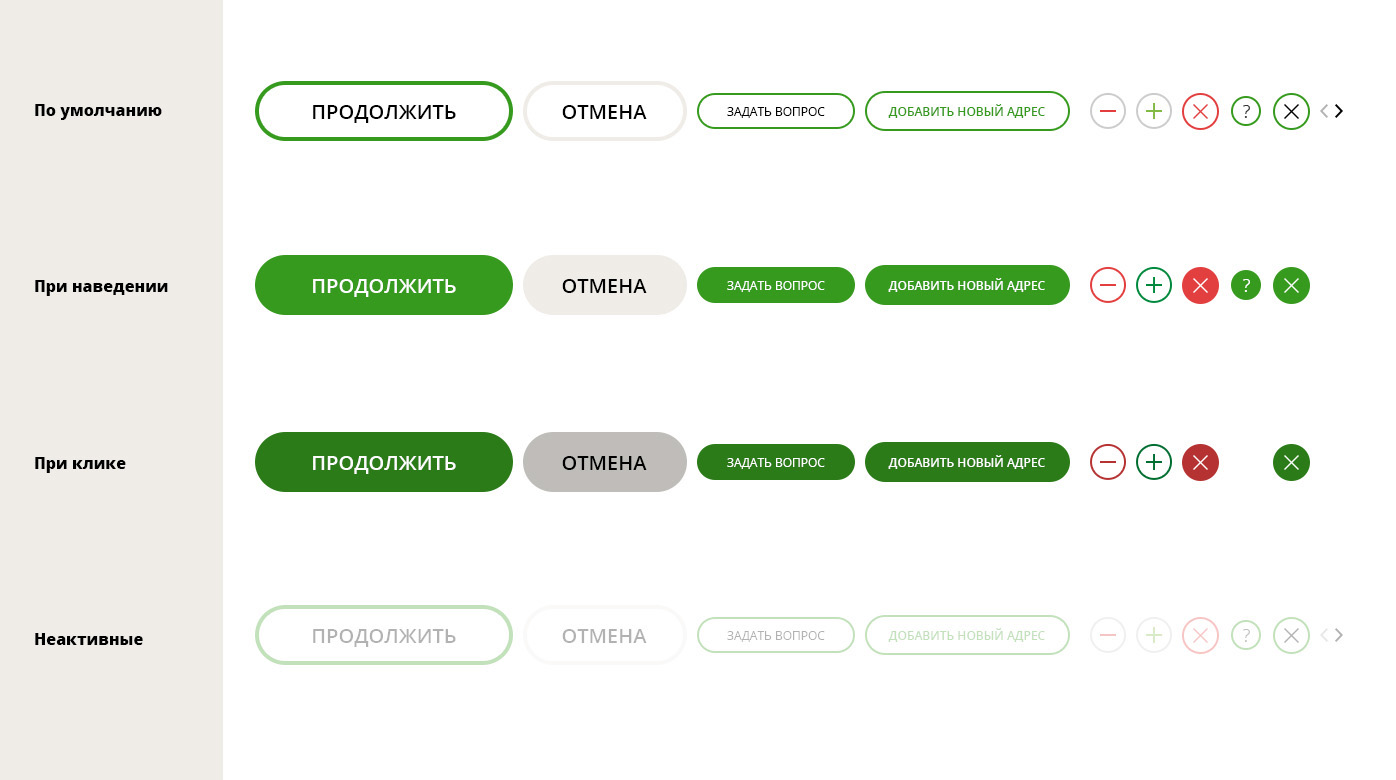 По умолчанию
ПРОДОЛЖИТЬ ОТМЕНА ЗАДАТЬ ВОПРОС ДОБАВИТЬ НОВЫЙ АДРЕС ?
При наведении
ПРОДОЛЖИТЬ ОТМЕНА ЗАДАТЬ ВОПРОС ДОБАВИТЬ НОВЫЙ АДРЕС ?
При клике
ПРОДОЛЖИТЬ ОТМЕНА ЗАДАТЬ ВОПРОС ДОБАВИТЬ НОВЫЙ АДРЕС
Неактивные
ПРОДОЛЖИТЬ ОТМЕНА ЗАДАТЬ ВОПРОС ДОБАВИТЬ НОВЫЙ АДРЕС ?